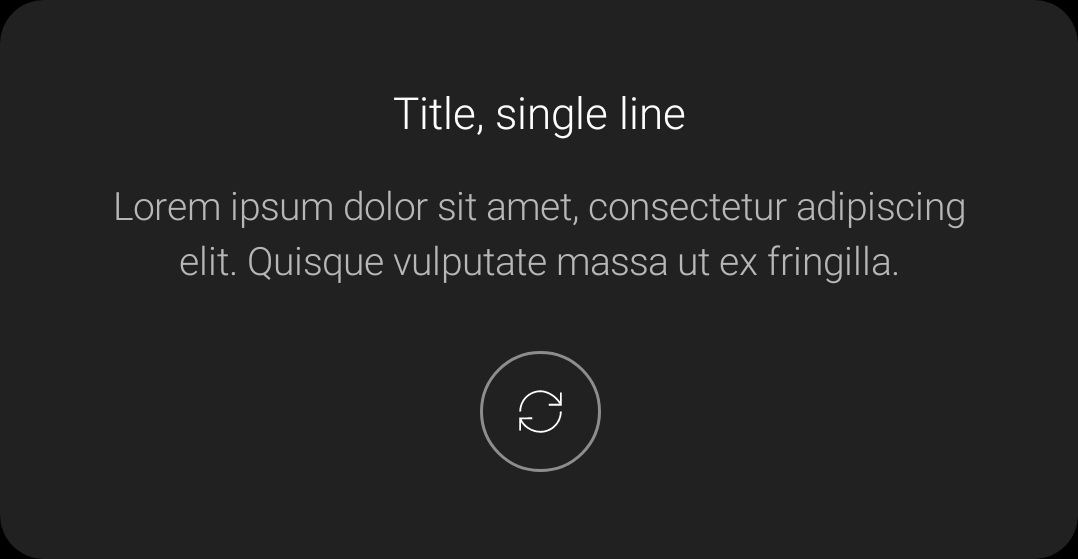 Title, single line
Lorem ipsum dolor sit amet, consectetur adipiscing
elit. Quisque vulputate massa ut ex fringilla.